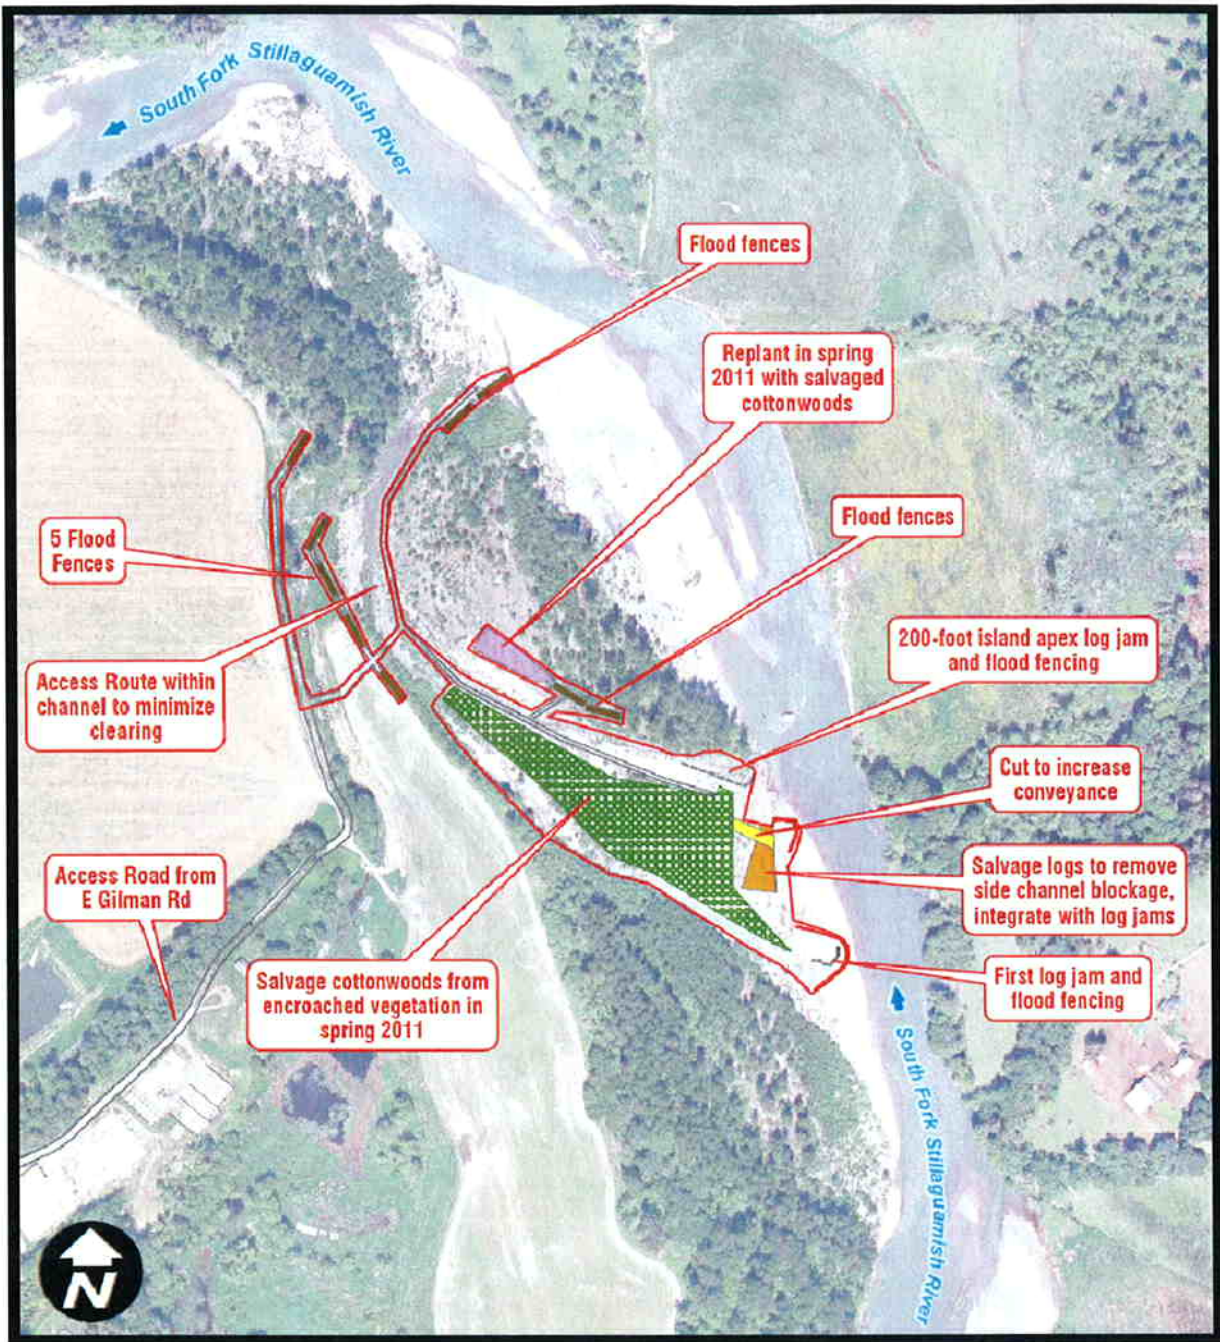 South Fork Stillaguamish River
Flood fences
Replant in spring
2011 with salvaged
cottonwoods
Flood fences
5 Flood
Fences
200-foot island apex log jam
and flood fencing
Access Route within
channel to minimize
clearing
Cut to increase
conveyance
Access Road from
E Gilman Rd
Salvage logs to remove
side channel blockage,
integrate with log jams
Salvage cottonwoods from
encroached vegetation in
spring 2011
First log jam and
flood fencing
South Fork Stillaguamish River
N